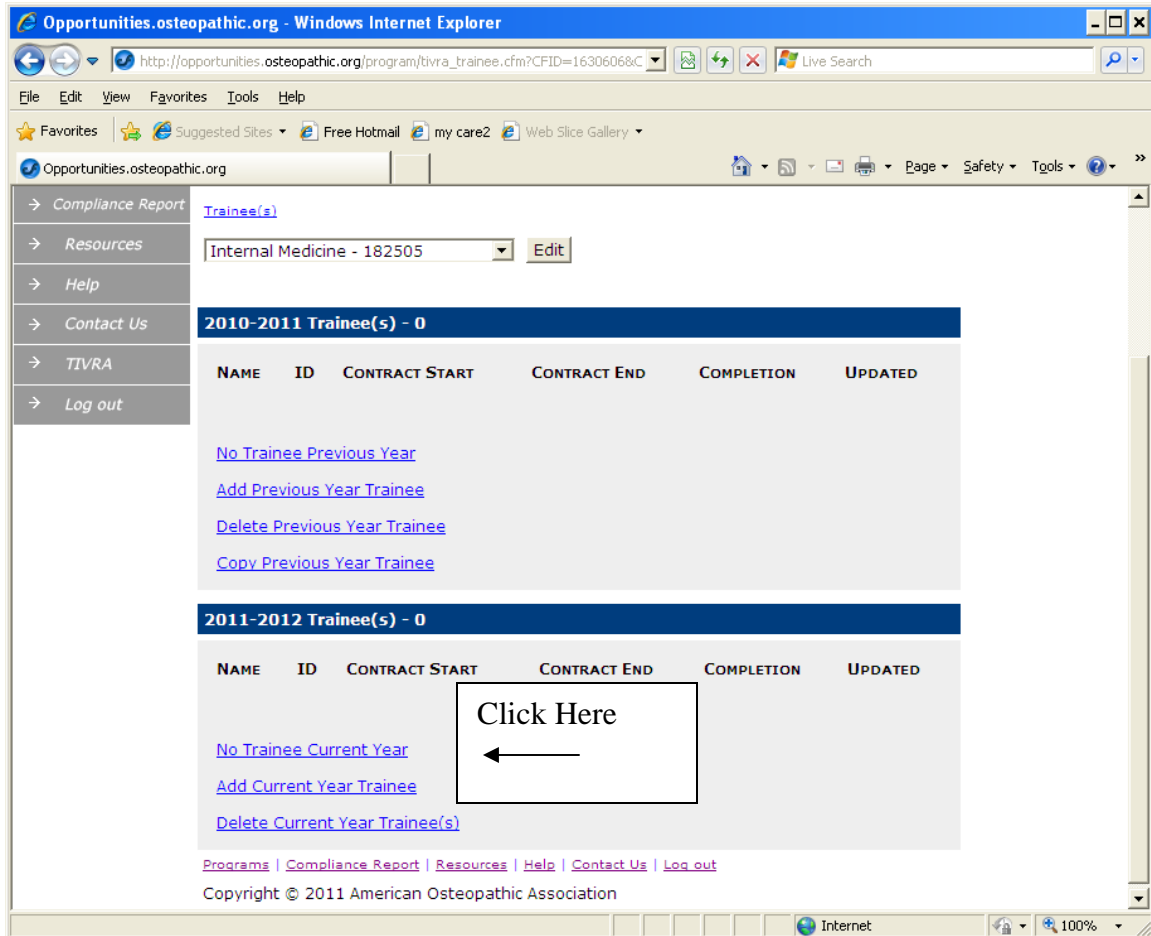 Opportunities.osteopathic.org - Windows Internet Explorer
http://opportunities.osteopathic.org/program/tivra_trainee.cfm?CFID=1630606&C
Live Search
File Edit View Favorites Tools Help
Favorites Suggested Sites Free Hotmail my care2 Web Slice Gallery
Opportunities.osteopathic.org
Page Safety Tools
Compliance Report
Resources
Help
Contact Us
TIVRA
Log out
Trainee(s)
Internal Medicine - 182505 Edit
2010-2011 Trainee(s) - 0
NAME ID CONTRACT START CONTRACT END COMPLETION UPDATED
No Trainee Previous Year
Add Previous Year Trainee
Delete Previous Year Trainee
Copy Previous Year Trainee
2011-2012 Trainee(s) - 0
NAME ID CONTRACT START CONTRACT END COMPLETION UPDATED
Click Here
No Trainee Current Year
Add Current Year Trainee
Delete Current Year Trainee(s)
Programs | Compliance Report | Resources | Help | Contact Us | Log out
Copyright © 2011 American Osteopathic Association
Internet 100%